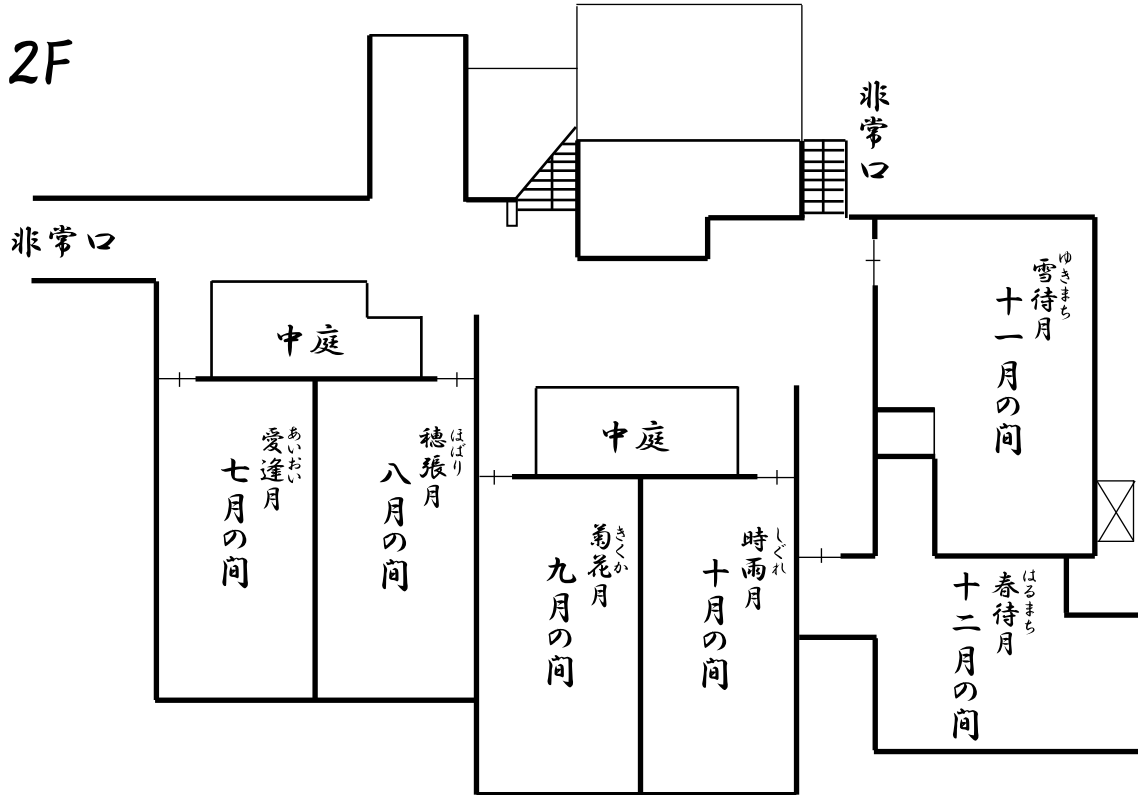 2F
非常口
非常口
中庭
中庭
あいおい
愛逢月
七月の間
ほばり
穂張月
八月の間
きくか
菊花月
九月の間
しぐれ
時雨月
十月の間
ゆきまち
雪待月
十一月の間
はるまち
春待月
十二月の間